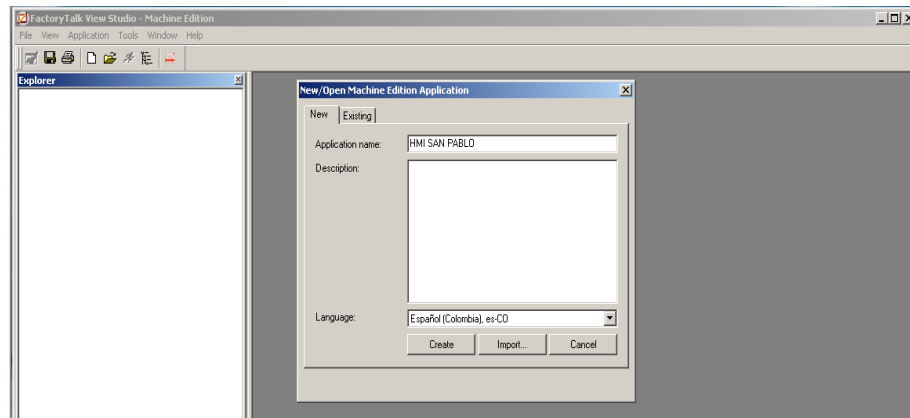 FactoryTalk View Studio - Machine Edition
File View Application Tools Window Help
Explorer
New/Open Machine Edition Application
New Existing
Application name: HMI SAN PABLO
Description:
Language: Español (Colombia), es-CO
Create Import... Cancel